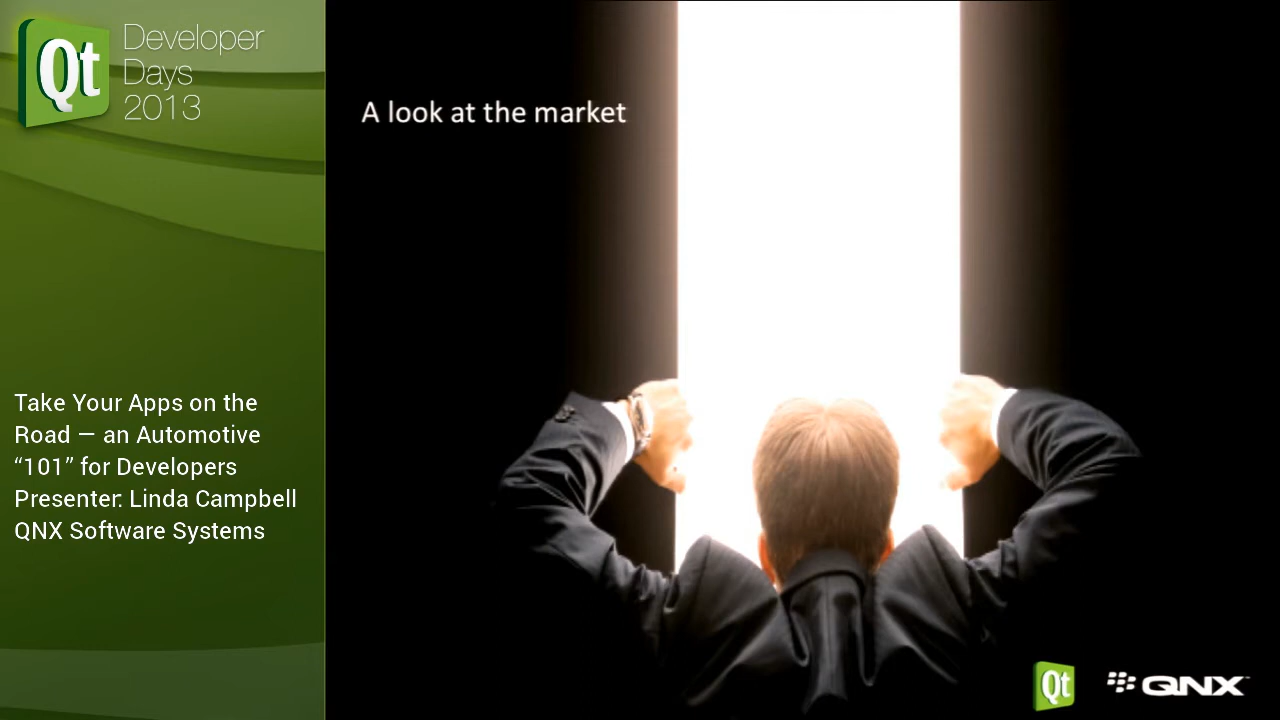 Qt
Developer
Days
2013
Take Your Apps on the
Road — an Automotive
“101” for Developers
Presenter: Linda Campbell
QNX Software Systems
A look at the market
Qt
QNX